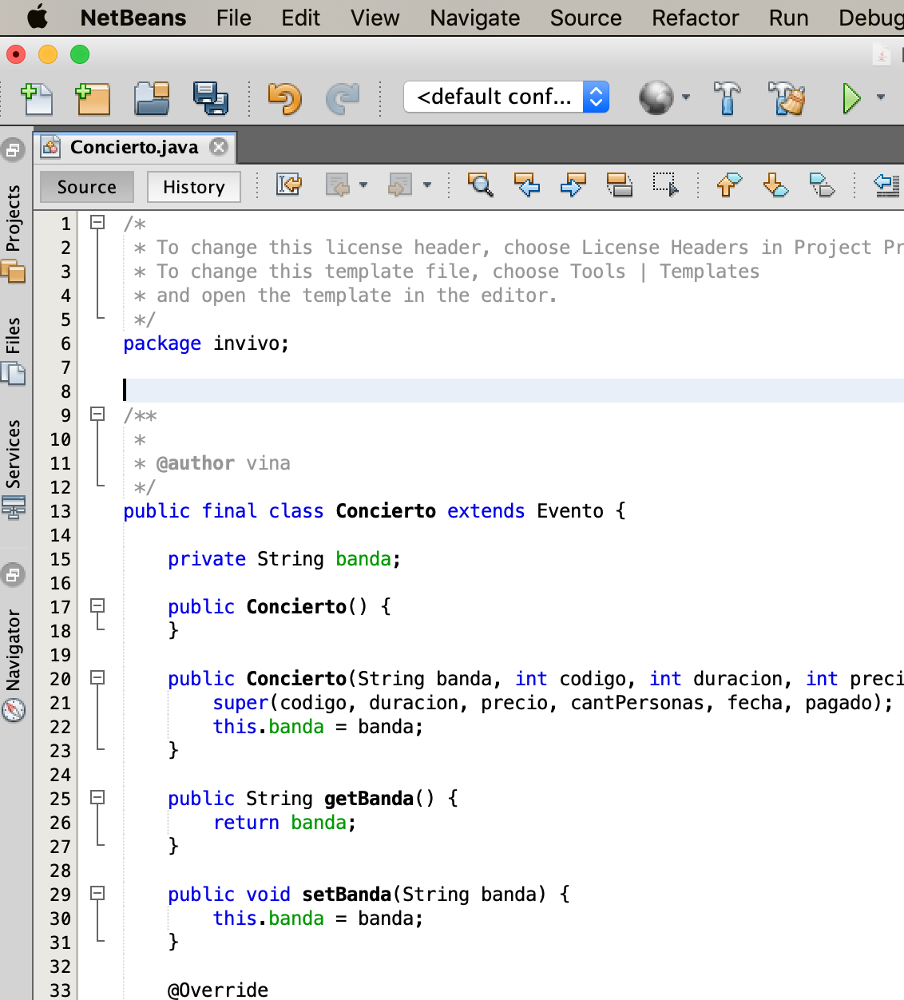 NetBeans File Edit View Navigate Source Refactor Run Debug
<default conf...
Concierto.java
Source History
Projects
Files
Services
Navigator
1 /*
2 * To change this license header, choose License Headers in Project Pr
3 * To change this template file, choose Tools | Templates
4 * and open the template in the editor.
5 */
6 package invivo;
7
8
9 /**
10 *
11 * @author vina
12 */
13 public final class Concierto extends Evento {
14
15 private String banda;
16
17 public Concierto() {
18 }
19
20 public Concierto(String banda, int codigo, int duracion, int preci
21 super(codigo, duracion, precio, cantPersonas, fecha, pagado);
22 this.banda = banda;
23 }
24
25 public String getBanda() {
26 return banda;
27 }
28
29 public void setBanda(String banda) {
30 this.banda = banda;
31 }
32
33 @Override